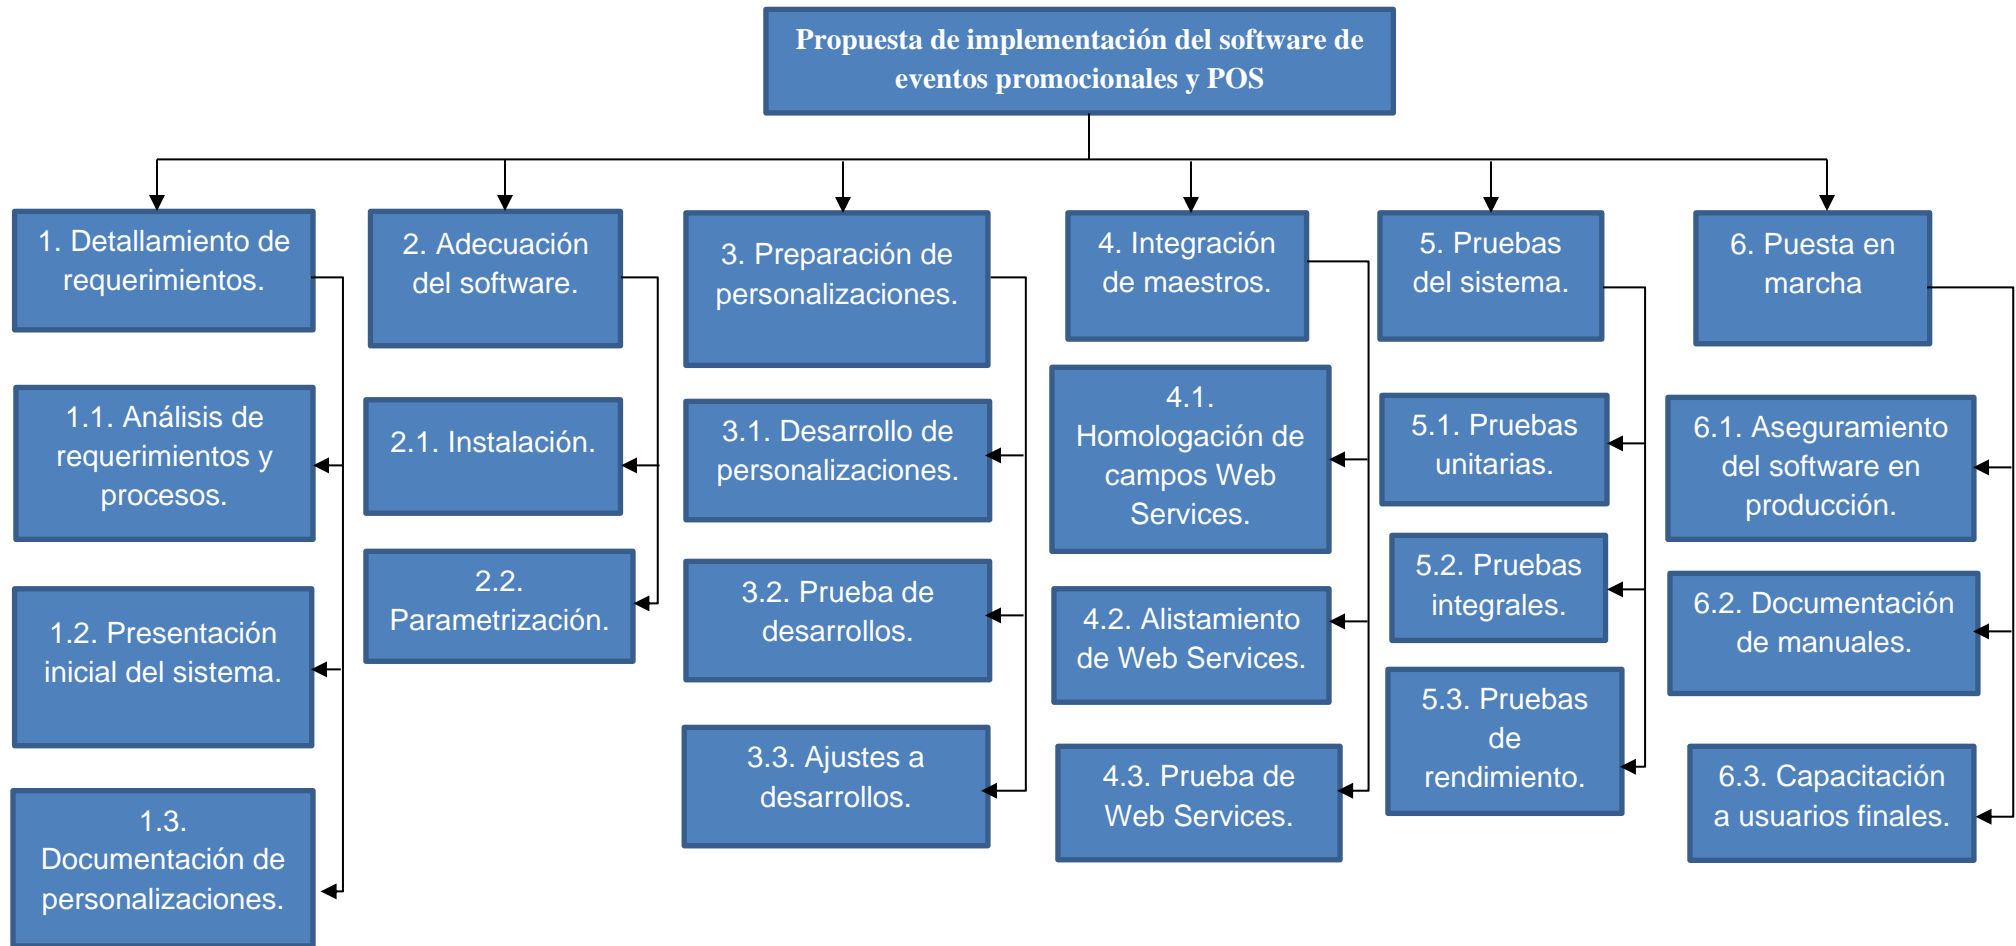 Propuesta de implementación del software de
eventos promocionales y POS
1. Detallamiento de
requerimientos.
1.1. Análisis de
requerimientos y
procesos.
1.2. Presentación
inicial del sistema.
1.3.
Documentación de
personalizaciones.
2. Adecuación
del software.
2.1. Instalación.
2.2.
Parametrización.
3. Preparación de
personalizaciones.
3.1. Desarrollo de
personalizaciones.
3.2. Prueba de
desarrollos.
3.3. Ajustes a
desarrollos.
4. Integración
de maestros.
4.1.
Homologación de
campos Web
Services.
4.2. Alistamiento
de Web Services.
4.3. Prueba de
Web Services.
5. Pruebas
del sistema.
5.1. Pruebas
unitarias.
5.2. Pruebas
integrales.
5.3. Pruebas
de
rendimiento.
6. Puesta en
marcha
6.1. Aseguramiento
del software en
producción.
6.2. Documentación
de manuales.
6.3. Capacitación
a usuarios finales.